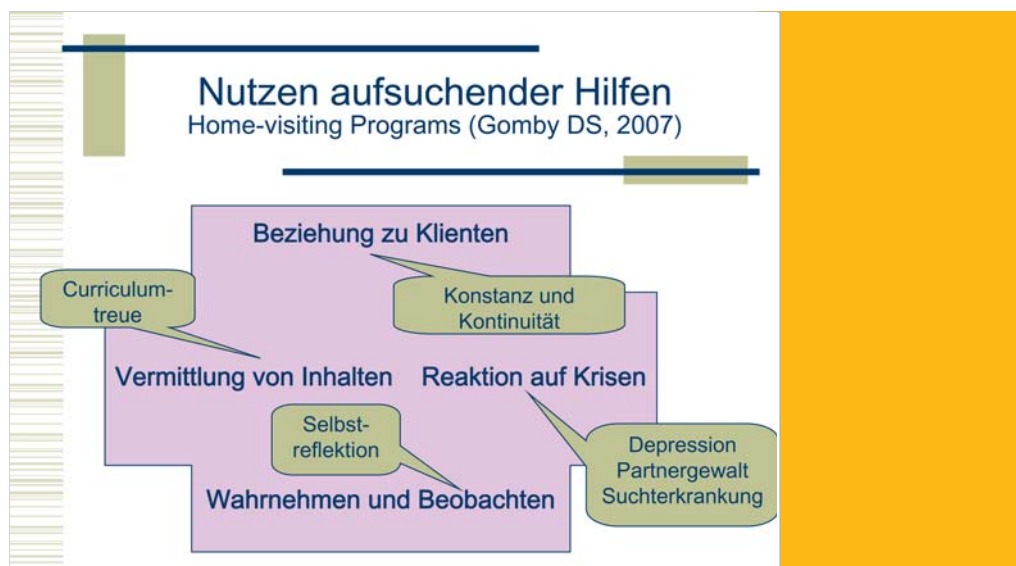 Nutzen aufsuchender Hilfen
Home-visiting Programs (Gomby DS, 2007)
Beziehung zu Klienten
Curriculum-
treue
Konstanz und
Kontinuität
Vermittlung von Inhalten
Reaktion auf Krisen
Selbst-
reflektion
Depression
Partnergewalt
Suchterkrankung
Wahrnehmen und Beobachten